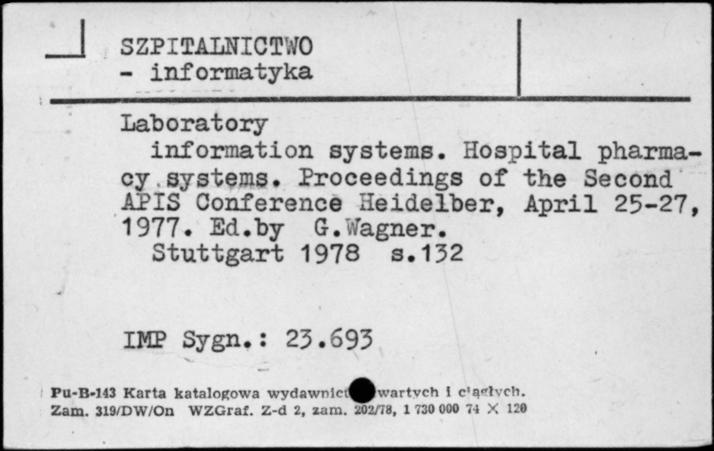 SZPITALNICTWO
- informatyka
Laboratory
information systems. Hospital pharma-
cy systems. Proceedings of the Second
APIS Conference Heidelber, April 25-27,
1977. Ed.by G.Wagner.
Stuttgart 1978 s.132
IMP Sygn.: 23.693
Pu-B-143 Karta katalogowa wydawnict wartych i ciągłych.
Zam. 319/DW/On WZGraf. Z-d 2, zam. 202/78, 1 730 000 74 X 120